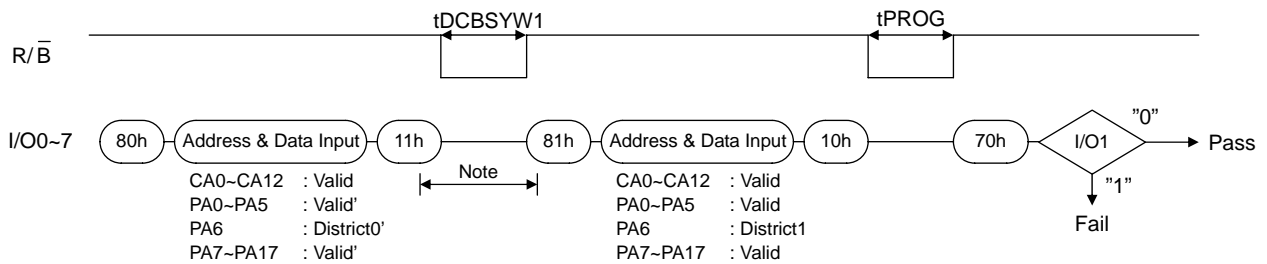 tDCBSYW1 tPROG
R/B̅
I/O0~7 80h Address & Data Input 11h 81h Address & Data Input 10h 70h I/O1 "0" Pass
Note "1"
Fail
CA0~CA12 : Valid
PA0~PA5 : Valid'
PA6 : District0'
PA7~PA17 : Valid'
CA0~CA12 : Valid
PA0~PA5 : Valid
PA6 : District1
PA7~PA17 : Valid